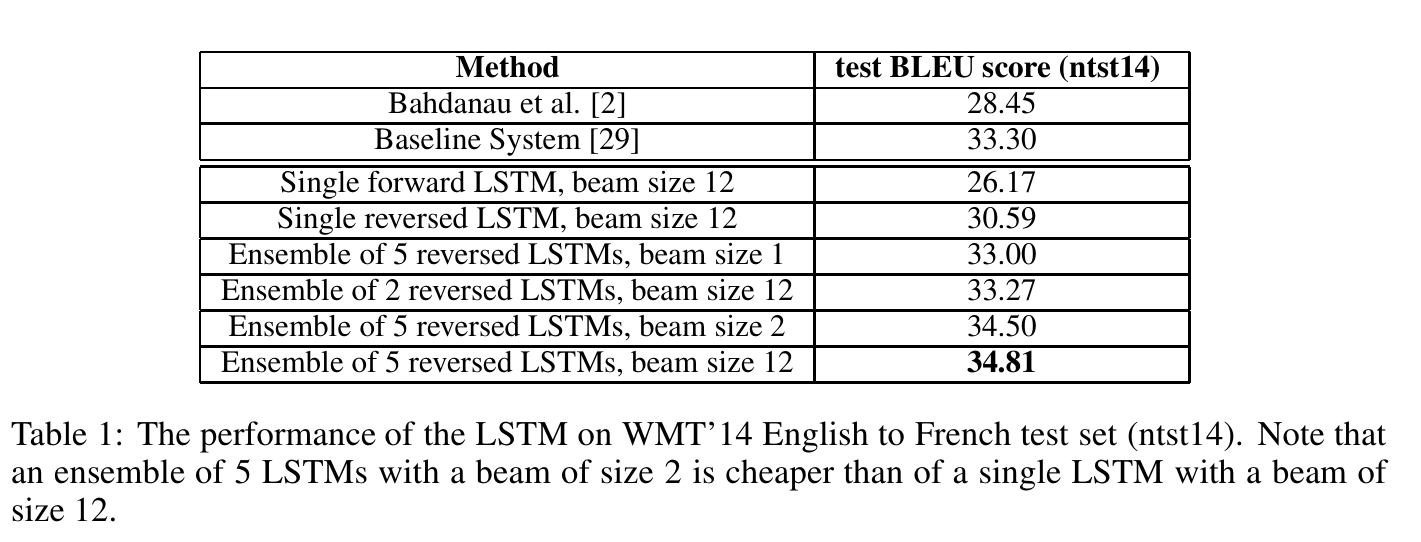 Method test BLEU score (ntst14)
Bahdanau et al. [2] 28.45
Baseline System [29] 33.30
Single forward LSTM, beam size 12 26.17
Single reversed LSTM, beam size 12 30.59
Ensemble of 5 reversed LSTMs, beam size 1 33.00
Ensemble of 2 reversed LSTMs, beam size 12 33.27
Ensemble of 5 reversed LSTMs, beam size 2 34.50
Ensemble of 5 reversed LSTMs, beam size 12 34.81
Table 1: The performance of the LSTM on WMT’14 English to French test set (ntst14). Note that
an ensemble of 5 LSTMs with a beam of size 2 is cheaper than of a single LSTM with a beam of
size 12.